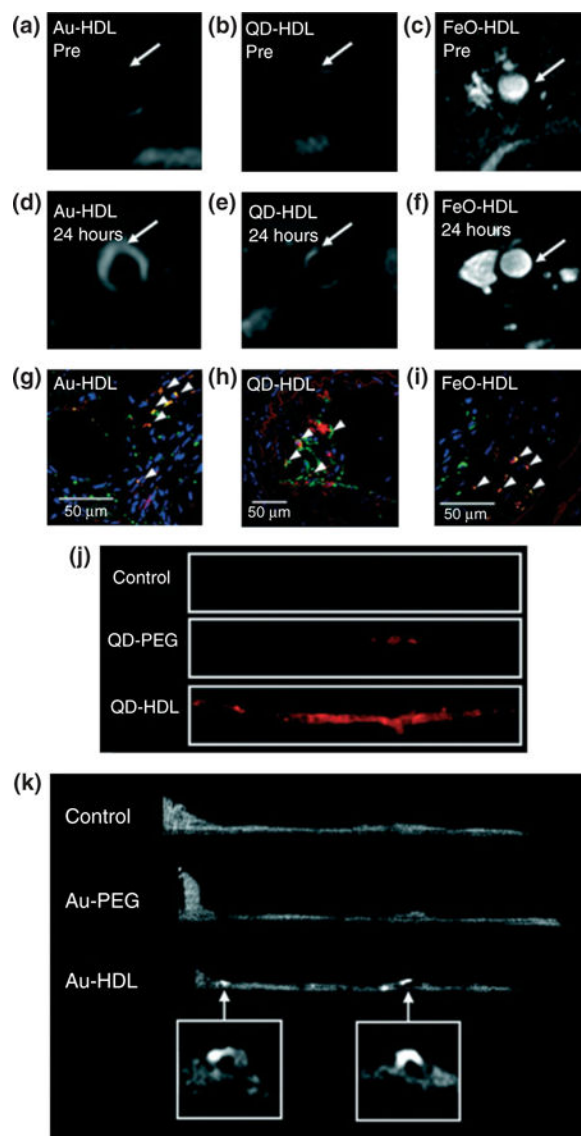 (a) Au-HDL
Pre
(b) QD-HDL
Pre
(c) FeO-HDL
Pre
(d) Au-HDL
24 hours
(e) QD-HDL
24 hours
(f) FeO-HDL
24 hours
(g) Au-HDL
50 μm
(h) QD-HDL
50 μm
(i) FeO-HDL
50 μm
(j)
Control
QD-PEG
QD-HDL
(k)
Control
Au-PEG
Au-HDL